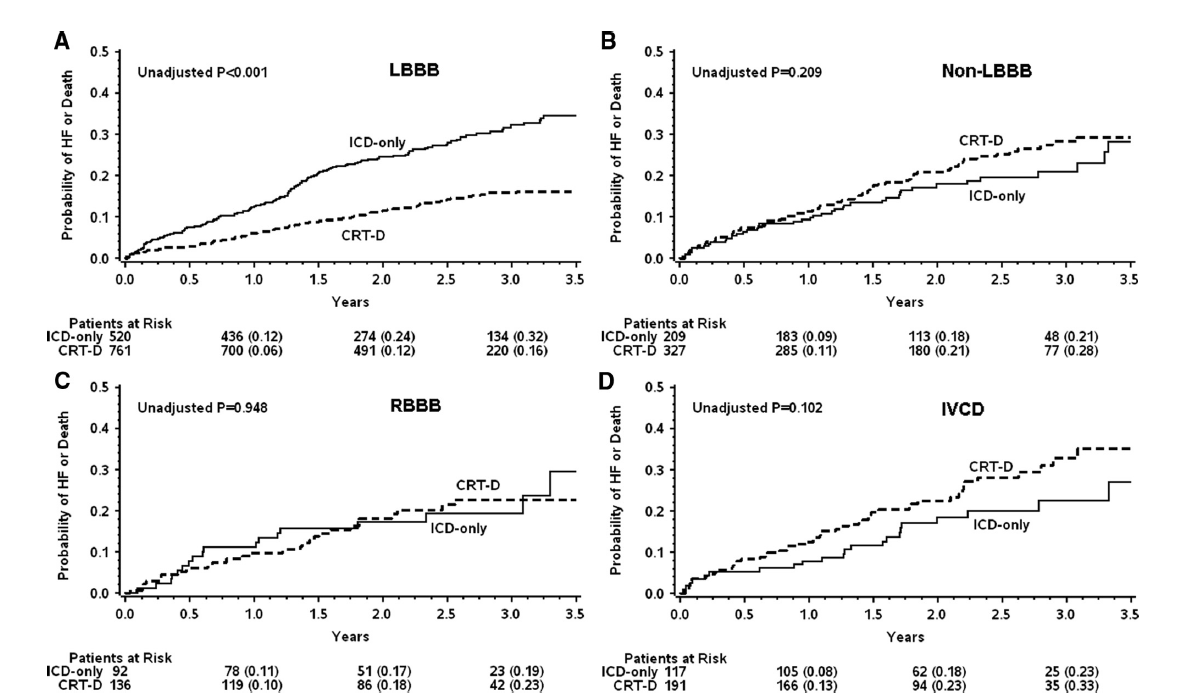 A
0.5
0.4
0.3
0.2
0.1
0.0
Probability of HF or Death
Unadjusted P<0.001
LBBB
ICD-only
CRT-D
0.0 0.5 1.0 1.5 2.0 2.5 3.0 3.5
Years
Patients at Risk
ICD-only 520 436 (0.12) 274 (0.24) 134 (0.32)
CRT-D 761 700 (0.06) 491 (0.12) 220 (0.16)
B
0.5
0.4
0.3
0.2
0.1
0.0
Probability of HF or Death
Unadjusted P=0.209
Non-LBBB
CRT-D
ICD-only
0.0 0.5 1.0 1.5 2.0 2.5 3.0 3.5
Years
Patients at Risk
ICD-only 209 183 (0.09) 113 (0.18) 48 (0.21)
CRT-D 327 285 (0.11) 180 (0.21) 77 (0.28)
C
0.5
0.4
0.3
0.2
0.1
0.0
Probability of HF or Death
Unadjusted P=0.948
RBBB
CRT-D
ICD-only
0.0 0.5 1.0 1.5 2.0 2.5 3.0 3.5
Years
Patients at Risk
ICD-only 92 78 (0.11) 51 (0.17) 23 (0.19)
CRT-D 136 119 (0.10) 86 (0.18) 42 (0.23)
D
0.5
0.4
0.3
0.2
0.1
0.0
Probability of HF or Death
Unadjusted P=0.102
IVCD
CRT-D
ICD-only
0.0 0.5 1.0 1.5 2.0 2.5 3.0 3.5
Years
Patients at Risk
ICD-only 117 105 (0.08) 62 (0.18) 25 (0.23)
CRT-D 191 166 (0.13) 94 (0.23) 35 (0.33)